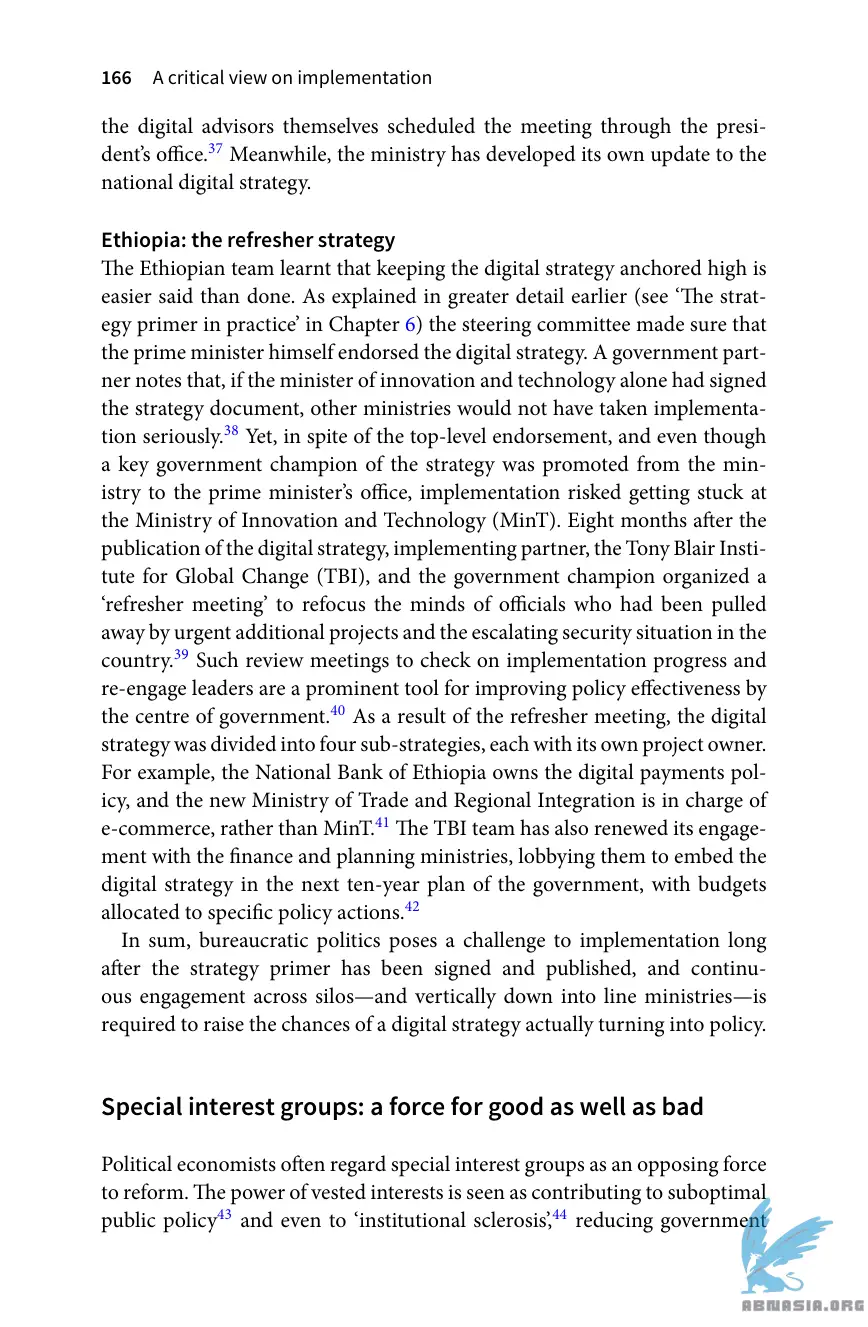 166 A critical view on implementation
the digital advisors themselves scheduled the meeting through the presi-
dent’s office.37 Meanwhile, the ministry has developed its own update to the
national digital strategy.
Ethiopia: the refresher strategy
The Ethiopian team learnt that keeping the digital strategy anchored high is
easier said than done. As explained in greater detail earlier (see ‘The strat-
egy primer in practice’ in Chapter 6) the steering committee made sure that
the prime minister himself endorsed the digital strategy. A government part-
ner notes that, if the minister of innovation and technology alone had signed
the strategy document, other ministries would not have taken implementa-
tion seriously.38 Yet, in spite of the top-level endorsement, and even though
a key government champion of the strategy was promoted from the min-
istry to the prime minister’s office, implementation risked getting stuck at
the Ministry of Innovation and Technology (MinT). Eight months after the
publication of the digital strategy, implementing partner, the Tony Blair Insti-
tute for Global Change (TBI), and the government champion organized a
‘refresher meeting’ to refocus the minds of officials who had been pulled
away by urgent additional projects and the escalating security situation in the
country.39 Such review meetings to check on implementation progress and
re-engage leaders are a prominent tool for improving policy effectiveness by
the centre of government.40 As a result of the refresher meeting, the digital
strategy was divided into four sub-strategies, each with its own project owner.
For example, the National Bank of Ethiopia owns the digital payments pol-
icy, and the new Ministry of Trade and Regional Integration is in charge of
e-commerce, rather than MinT.41 The TBI team has also renewed its engage-
ment with the finance and planning ministries, lobbying them to embed the
digital strategy in the next ten-year plan of the government, with budgets
allocated to specific policy actions.42
In sum, bureaucratic politics poses a challenge to implementation long
after the strategy primer has been signed and published, and continu-
ous engagement across silos—and vertically down into line ministries—is
required to raise the chances of a digital strategy actually turning into policy.
Special interest groups: a force for good as well as bad
Political economists often regard special interest groups as an opposing force
to reform. The power of vested interests is seen as contributing to suboptimal
public policy43 and even to ‘institutional sclerosis’,44 reducing government
ABNASIA.ORG